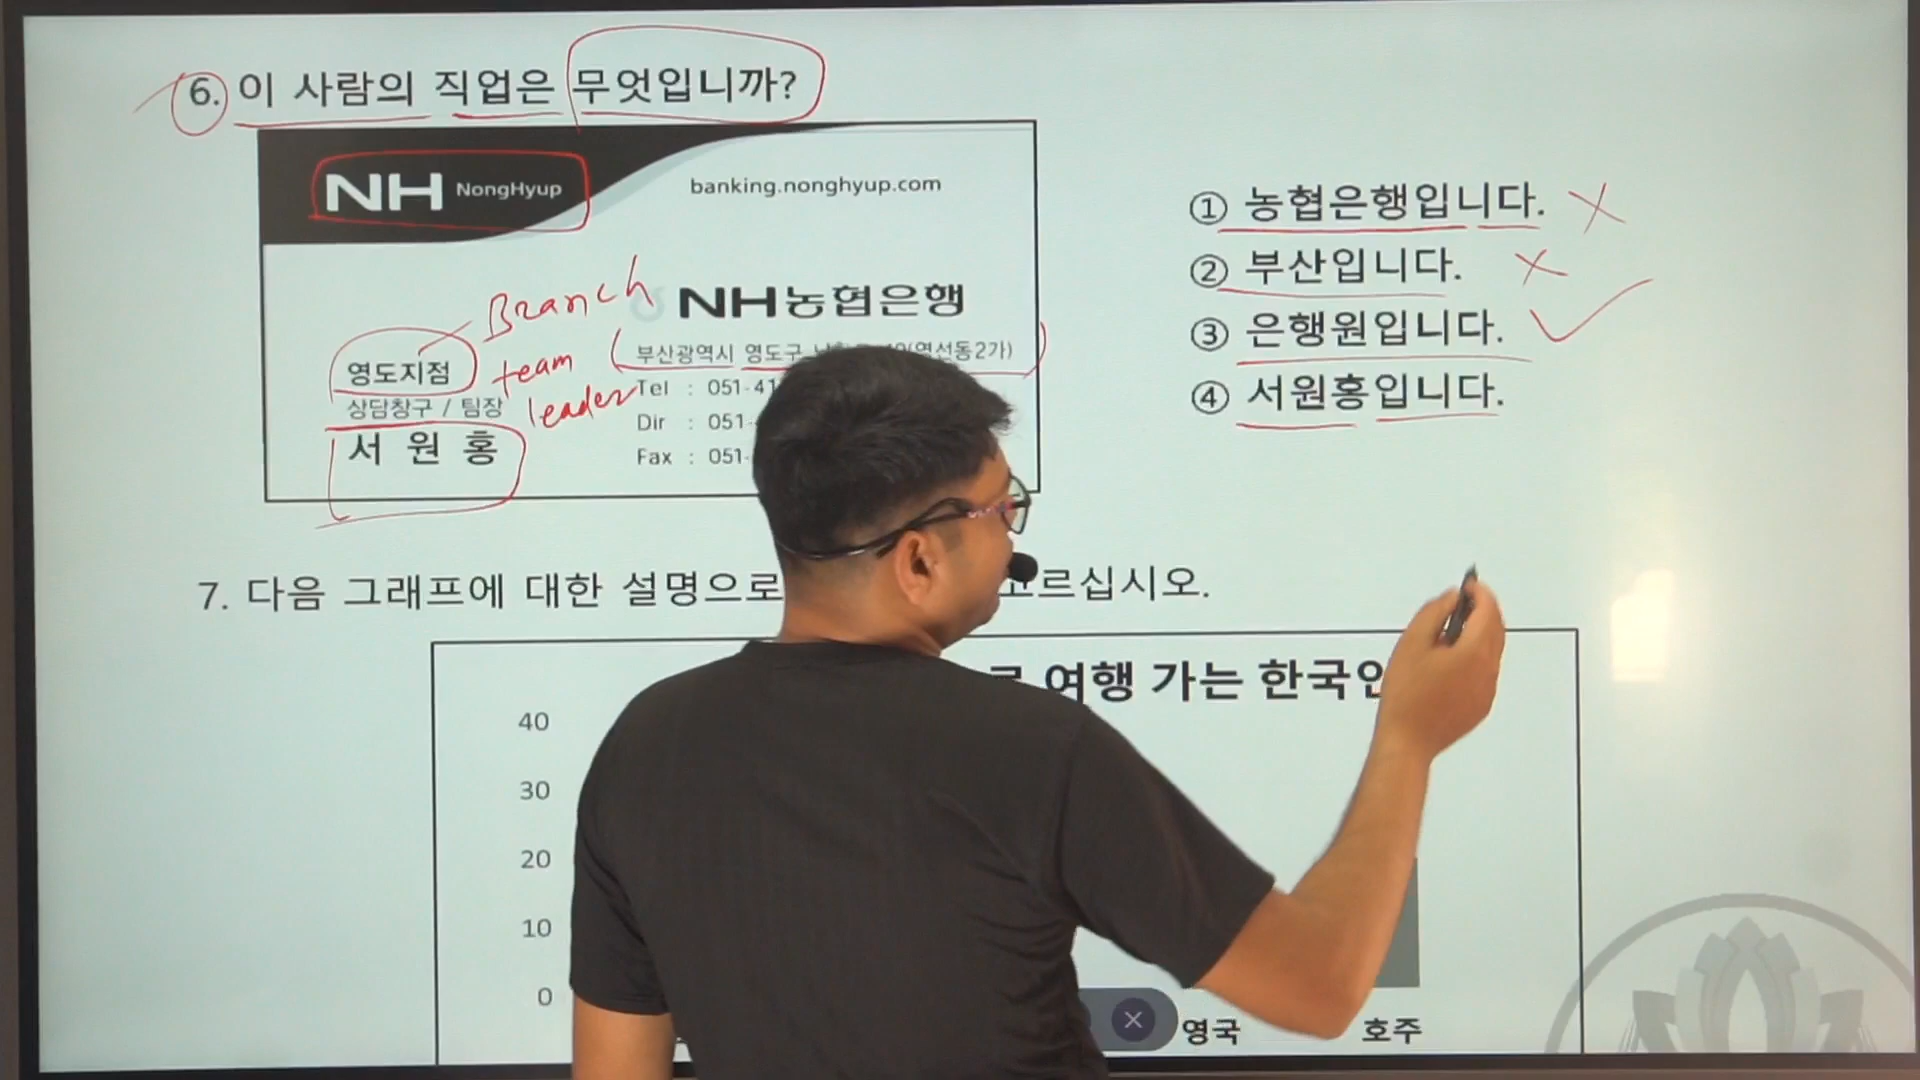 6. 이 사람의 직업은 무엇입니까?
NH NongHyup
banking.nonghyup.com
NH농협은행
Branch
부산광역시 영도구 (영선동2가)
영도지점
team
leader
상담창구 / 팀장
서 원 홍
Tel : 051-41
Dir : 051-
Fax : 051-
① 농협은행입니다.
② 부산입니다.
③ 은행원입니다.
④ 서원홍입니다.
7. 다음 그래프에 대한 설명으로 고르십시오.
여행 가는 한국인
40
30
20
10
0
영국 호주